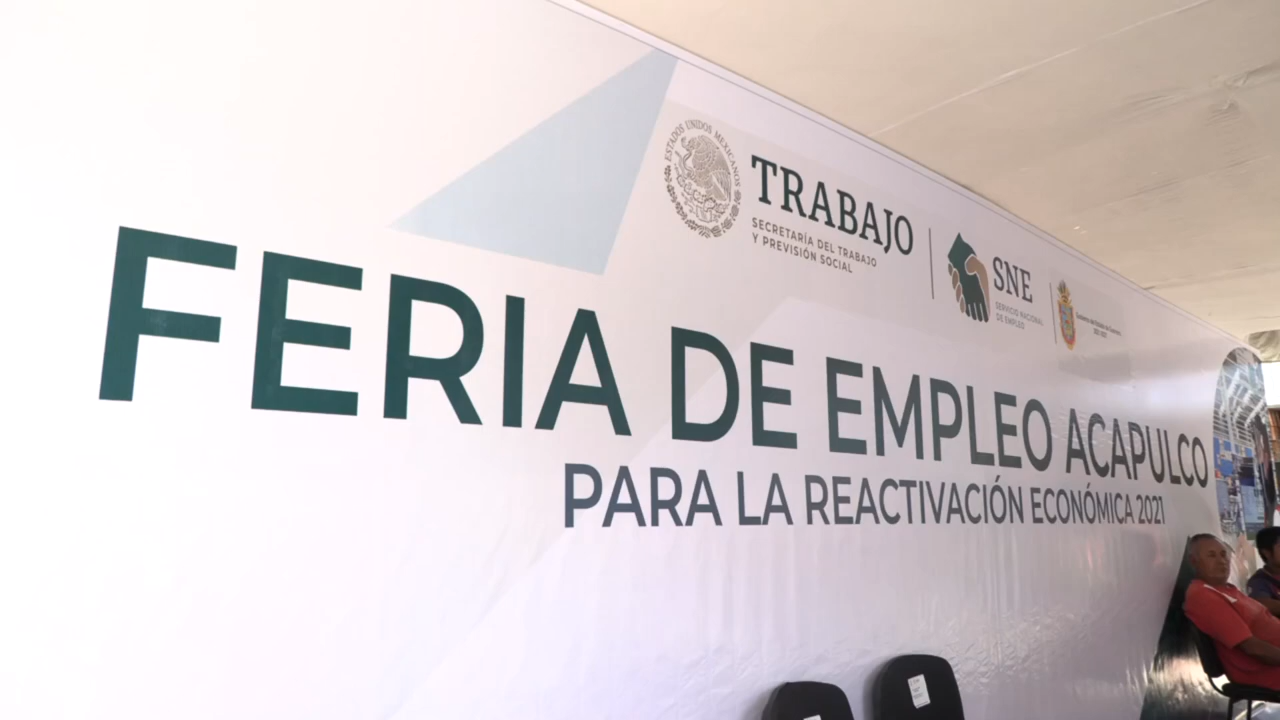 ESTADOS UNIDOS MEXICANOS
TRABAJO
SECRETARÍA DEL TRABAJO
Y PREVISIÓN SOCIAL
SNE
SERVICIO NACIONAL
DE EMPLEO
FERIA DE EMPLEO ACAPULCO
PARA LA REACTIVACIÓN ECONÓMICA 2021